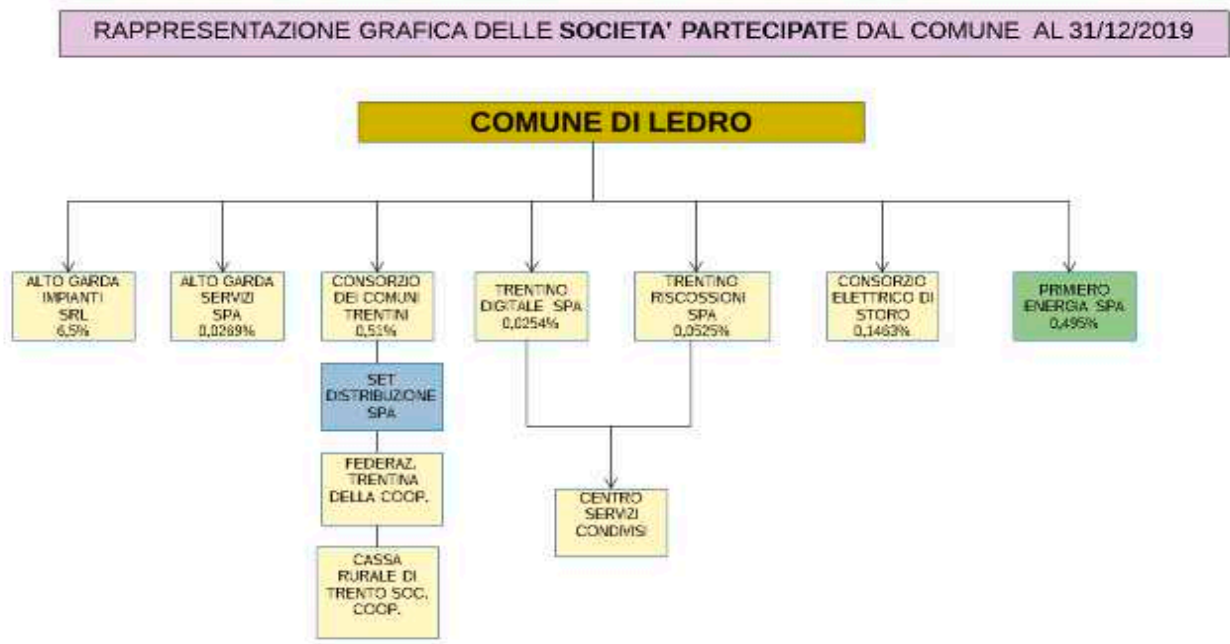 RAPPRESENTAZIONE GRAFICA DELLE SOCIETA' PARTECIPATE DAL COMUNE AL 31/12/2019
COMUNE DI LEDRO
ALTO GARDA
IMPIANTI
SRL
6,5%
ALTO GARDA
SERVIZI
SPA
0,0269%
CONSORZIO
DEI COMUNI
TRENTINI
0,51%
TRENTINO
DIGITALE SPA
0,0254%
TRENTINO
RISCOSSIONI
SPA
0,0525%
CONSORZIO
ELETTRICO DI
STORO
0,1463%
PRIMIERO
ENERGIA SPA
0,495%
SET
DISTRIBUZIONE
SPA
FEDERAZ.
TRENTINA
DELLA COOP.
CASSA
RURALE DI
TRENTO SOC.
COOP.
CENTRO
SERVIZI
CONDIVISI